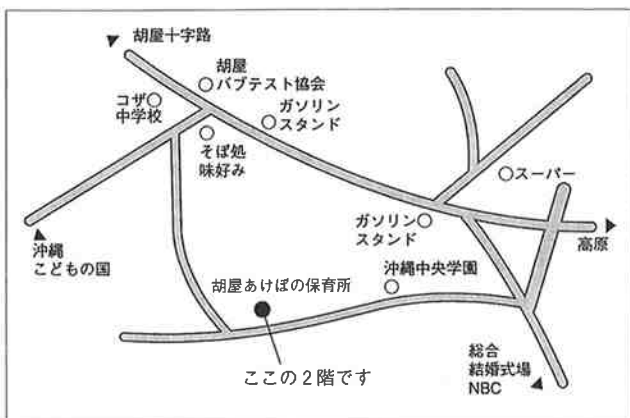 胡屋十字路
胡屋
バブテスト協会
コザ
中学校
ガソリン
スタンド
そば処
味好み
スーパー
ガソリン
スタンド
沖縄
こどもの国
高原
沖縄中央学園
胡屋あけぼの保育所
ここの2階です
総合
結婚式場
NBC